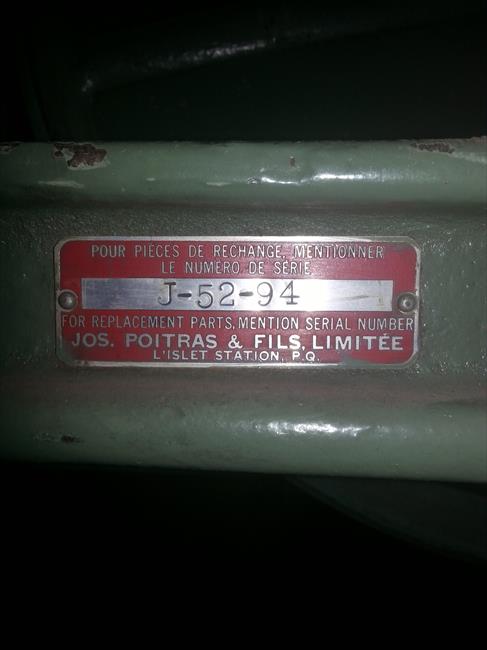 POUR PIÈCES DE RECHANGE, MENTIONNER
LE NUMÉRO DE SÉRIE,
J-52-94
FOR REPLACEMENT PARTS, MENTION SERIAL NUMBER
JOS. POITRAS & FILS, LIMITÉE
L'ISLET STATION, P.Q.